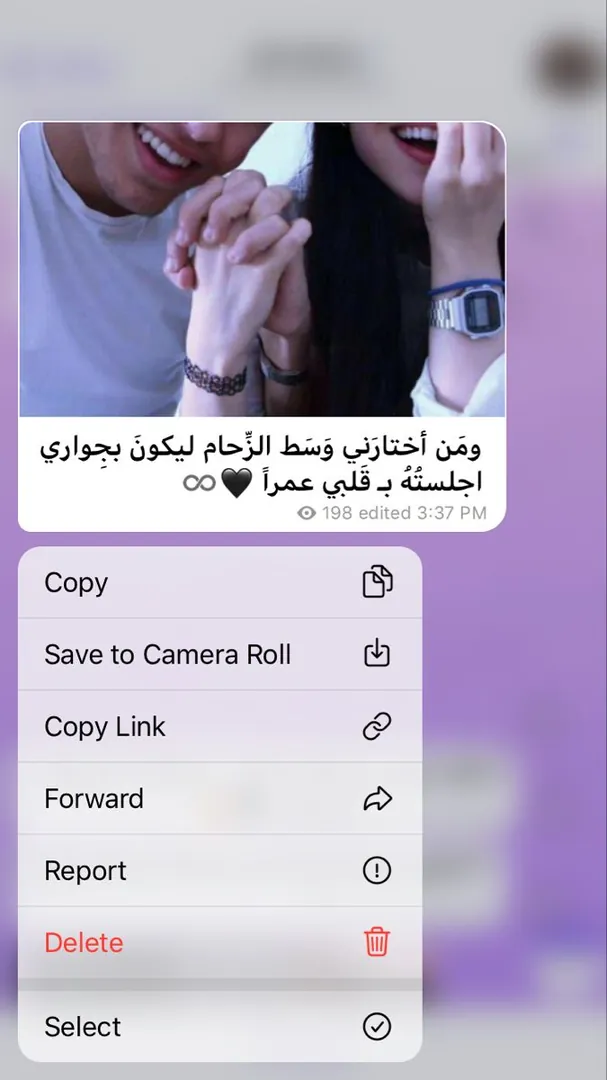 ومَن أختارَني وَسَط الزِّحام ليكونَ بجِواري
اجلستُهُ بـ قَلبي عمراً 🖤♾
198 edited 3:37 PM
Copy
Save to Camera Roll
Copy Link
Forward
Report
Delete
Select